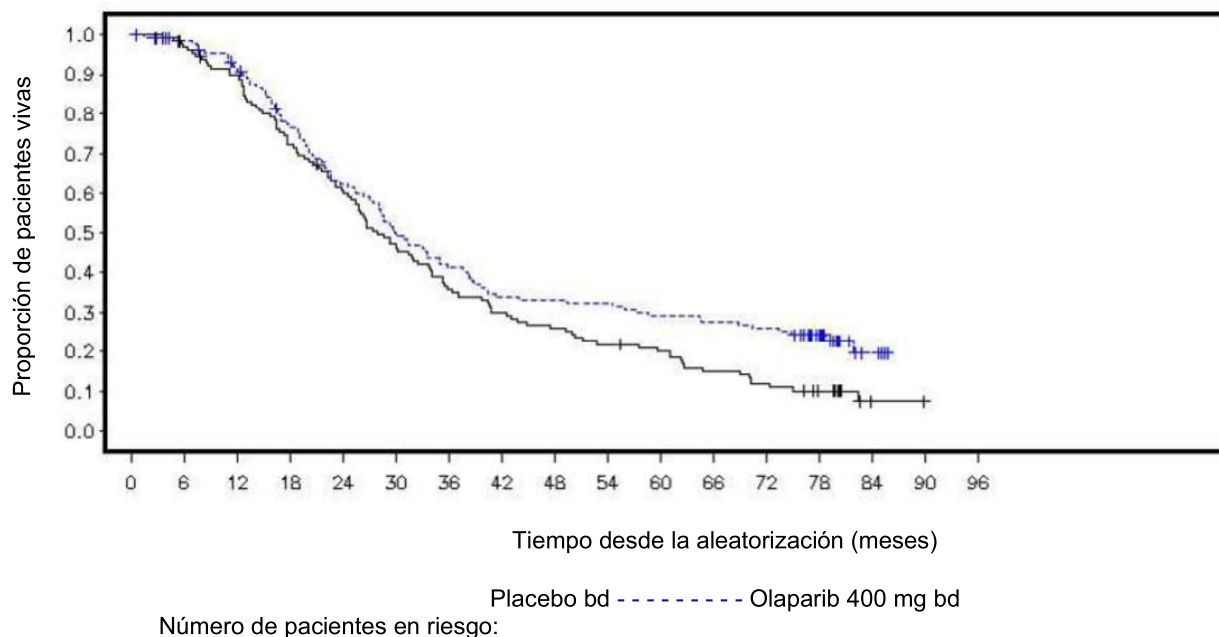 Proporción de pacientes vivas
1.0
0.9
0.8
0.7
0.6
0.5
0.4
0.3
0.2
0.1
0.0
0 6 12 18 24 30 36 42 48 54 60 66 72 78 84 90 96
Tiempo desde la aleatorización (meses)
Placebo bd - - - - - - - - - - Olaparib 400 mg bd
Número de pacientes en riesgo: